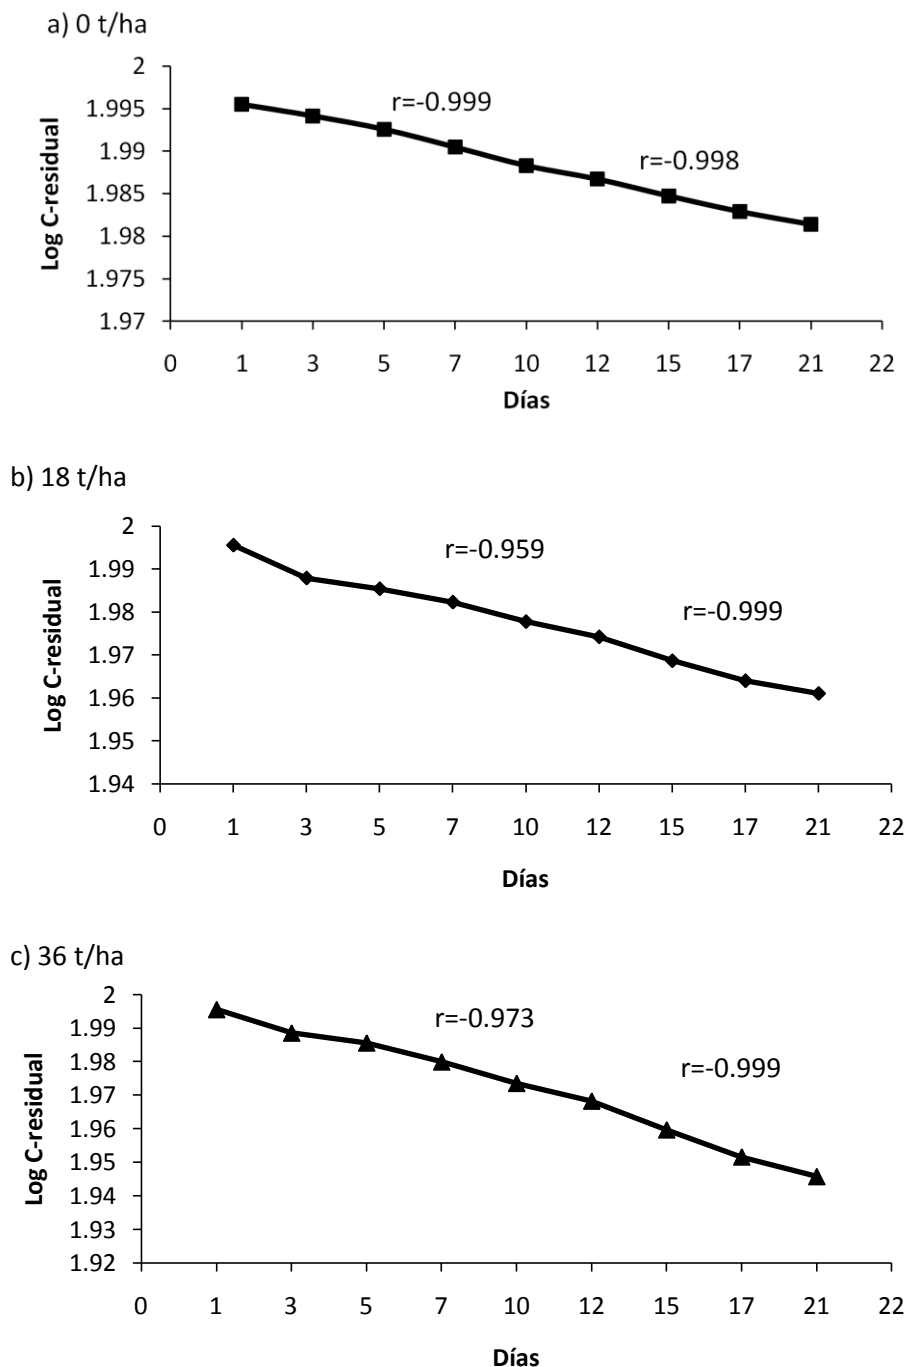 a) 0 t/ha
Log C-residual
2
1.995
1.99
1.985
1.98
1.975
1.97
r=-0.999
r=-0.998
0 1 3 5 7 10 12 15 17 21 22
Días
b) 18 t/ha
Log C-residual
2
1.99
1.98
1.97
1.96
1.95
1.94
r=-0.959
r=-0.999
0 1 3 5 7 10 12 15 17 21 22
Días
c) 36 t/ha
Log C-residual
2
1.99
1.98
1.97
1.96
1.95
1.94
1.93
1.92
r=-0.973
r=-0.999
0 1 3 5 7 10 12 15 17 21 22
Días